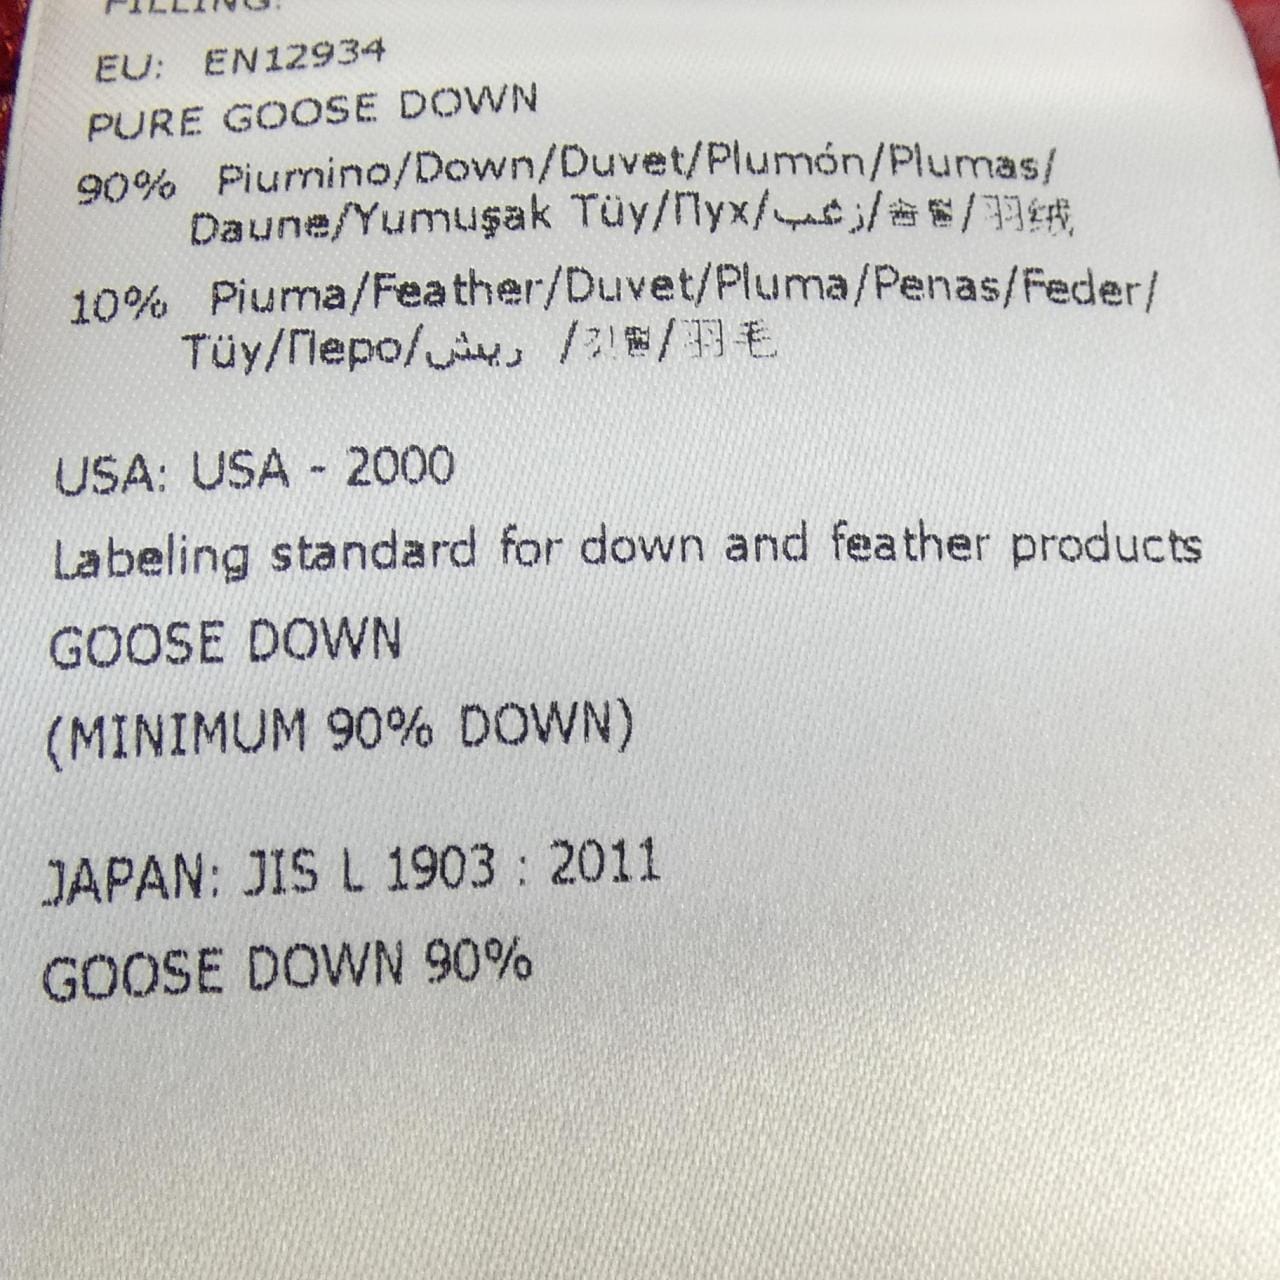 FILLING:
EU: EN12934
PURE GOOSE DOWN
90% Piumino/Down/Duvet/Plumón/Plumas/
Daune/Yumuşak Tüy/Пух/زغب/솜털/羽绒
10% Piuma/Feather/Duvet/Pluma/Penas/Feder/
Tüy/Перо/ريش /깃털/羽毛
USA: USA - 2000
Labeling standard for down and feather products
GOOSE DOWN
(MINIMUM 90% DOWN)
JAPAN: JIS L 1903 : 2011
GOOSE DOWN 90%